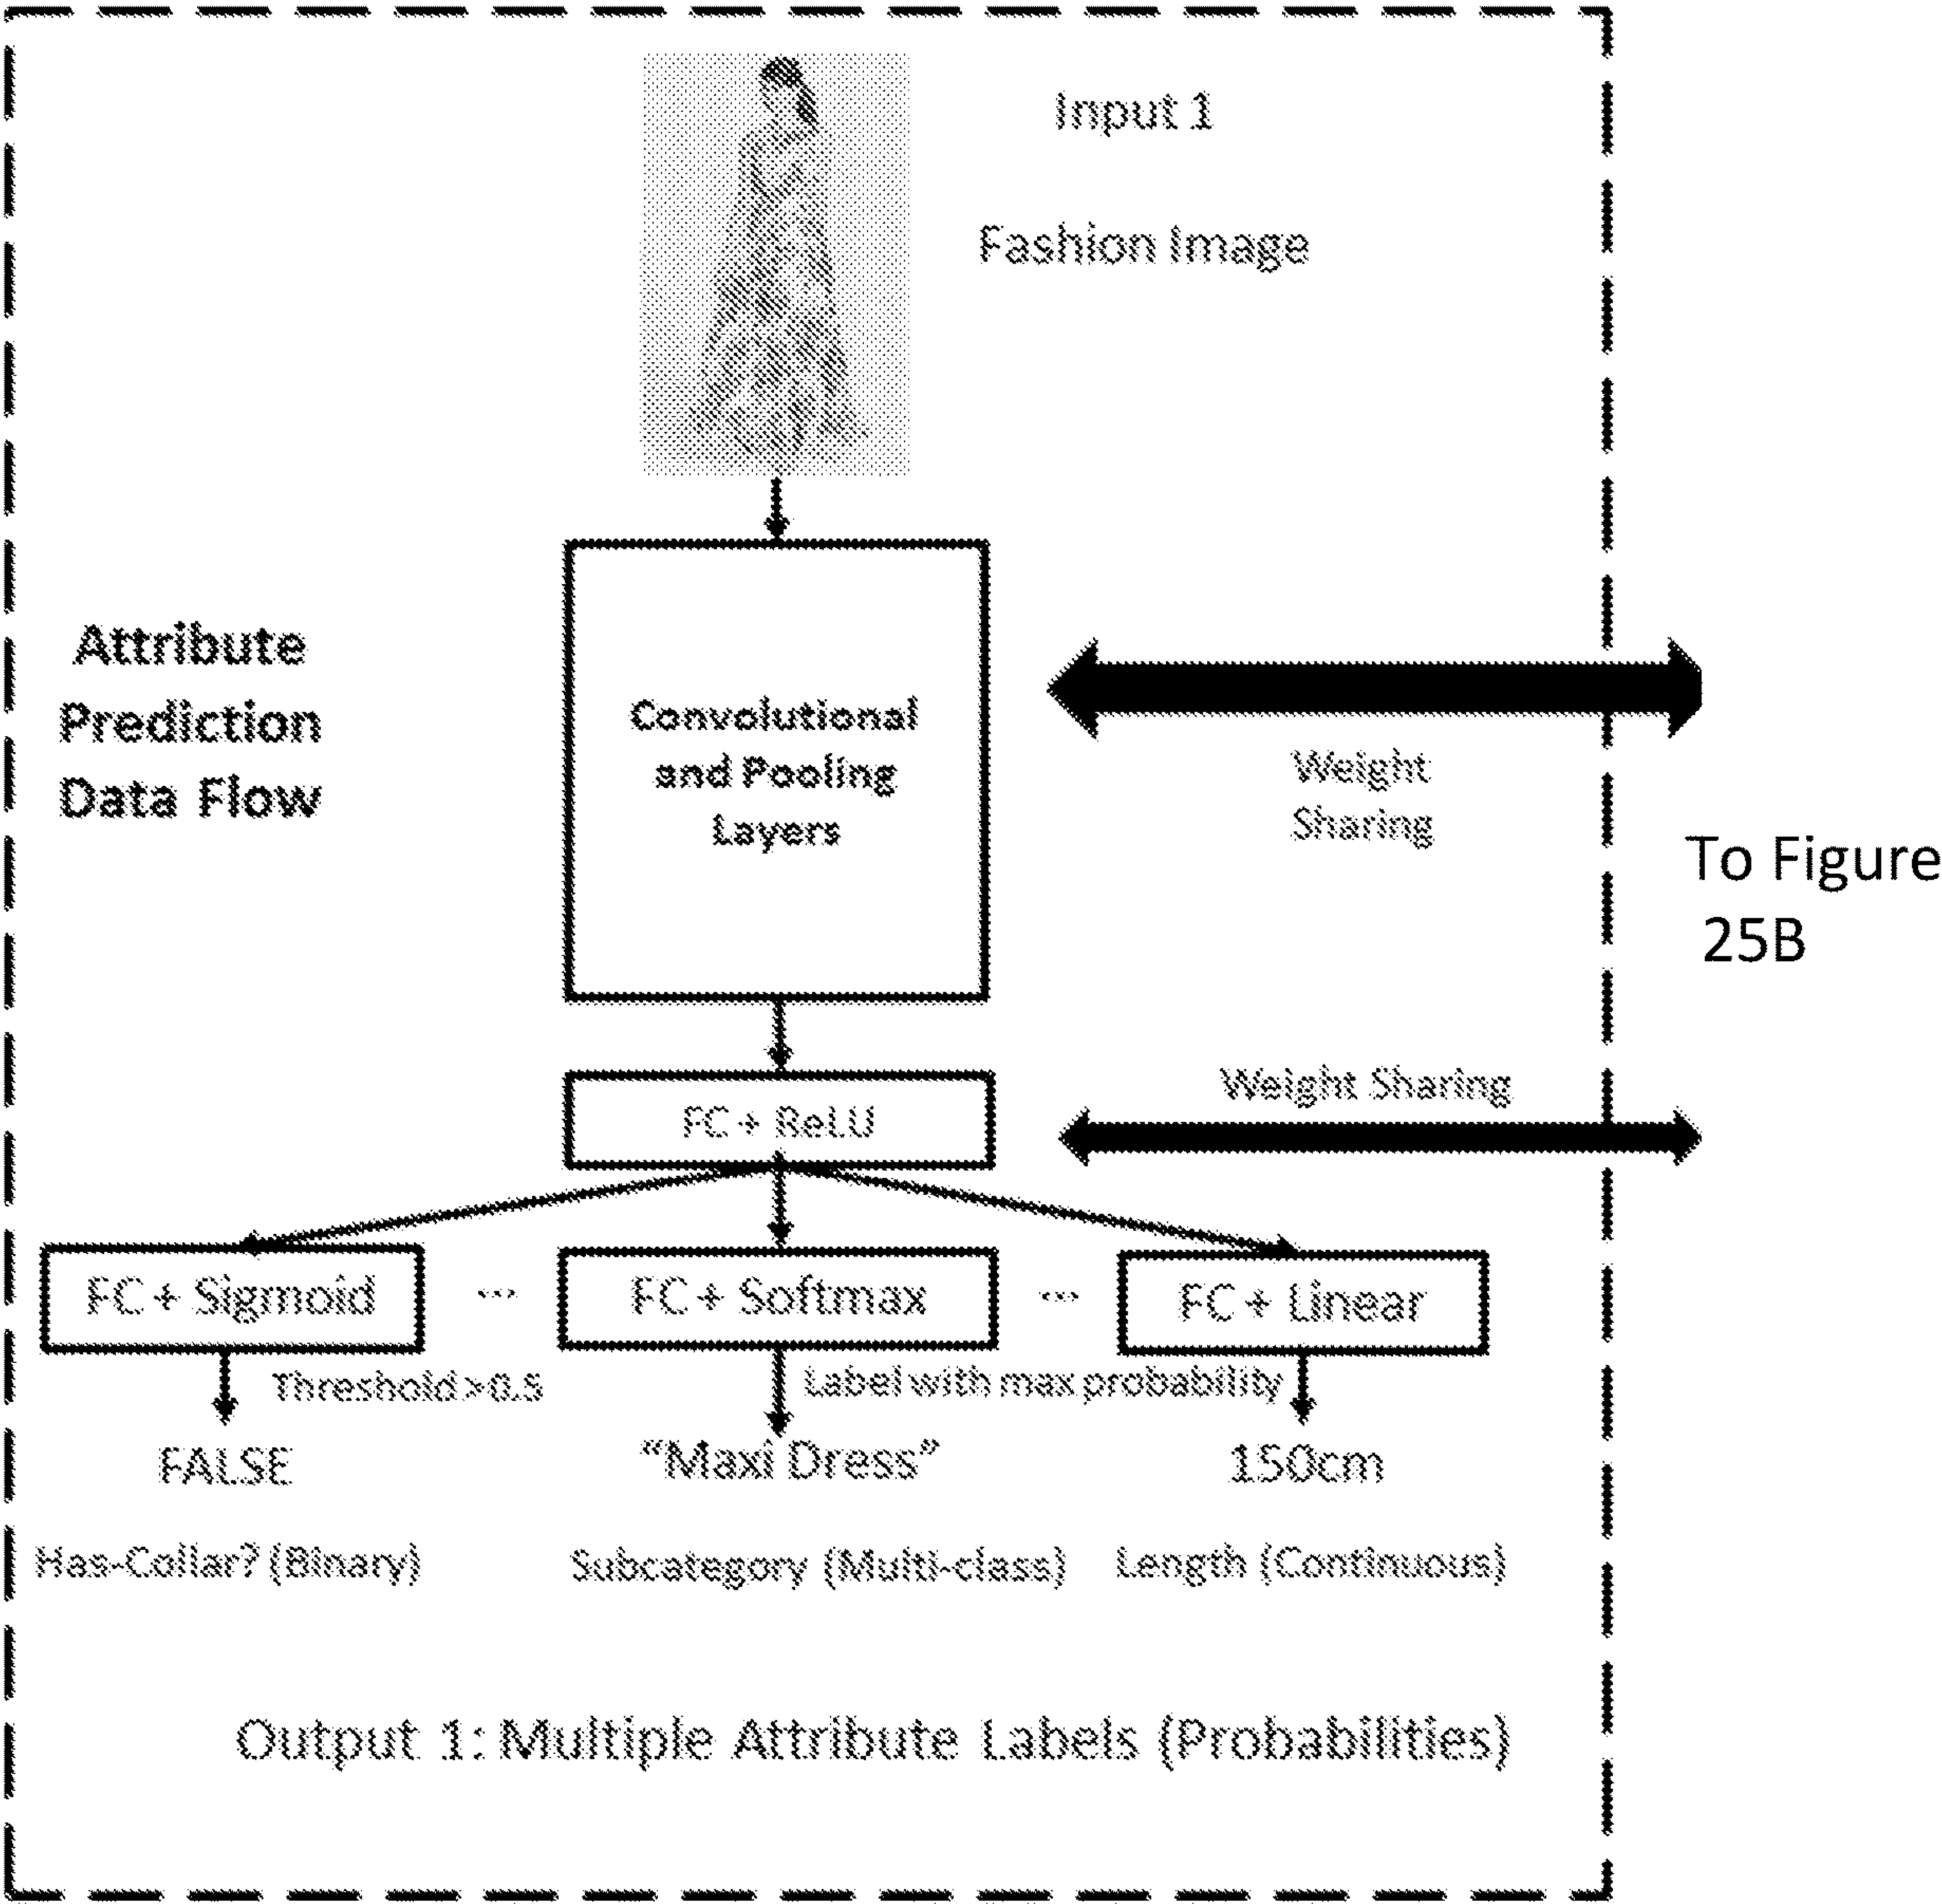 Input 1
Fashion Image
Attribute
Prediction
Data Flow
Convolutional
and Pooling
Layers
Weight
Sharing
To Figure
25B
FC + ReLU
Weight Sharing
FC + Sigmoid
...
FC + Softmax
...
FC + Linear
Threshold >0.5
Label with max probability
FALSE
“Maxi Dress”
150cm
Has-Collar? (Binary)
Subcategory (Multi-class)
Length (Continuous)
Output 1: Multiple Attribute Labels (Probabilities)